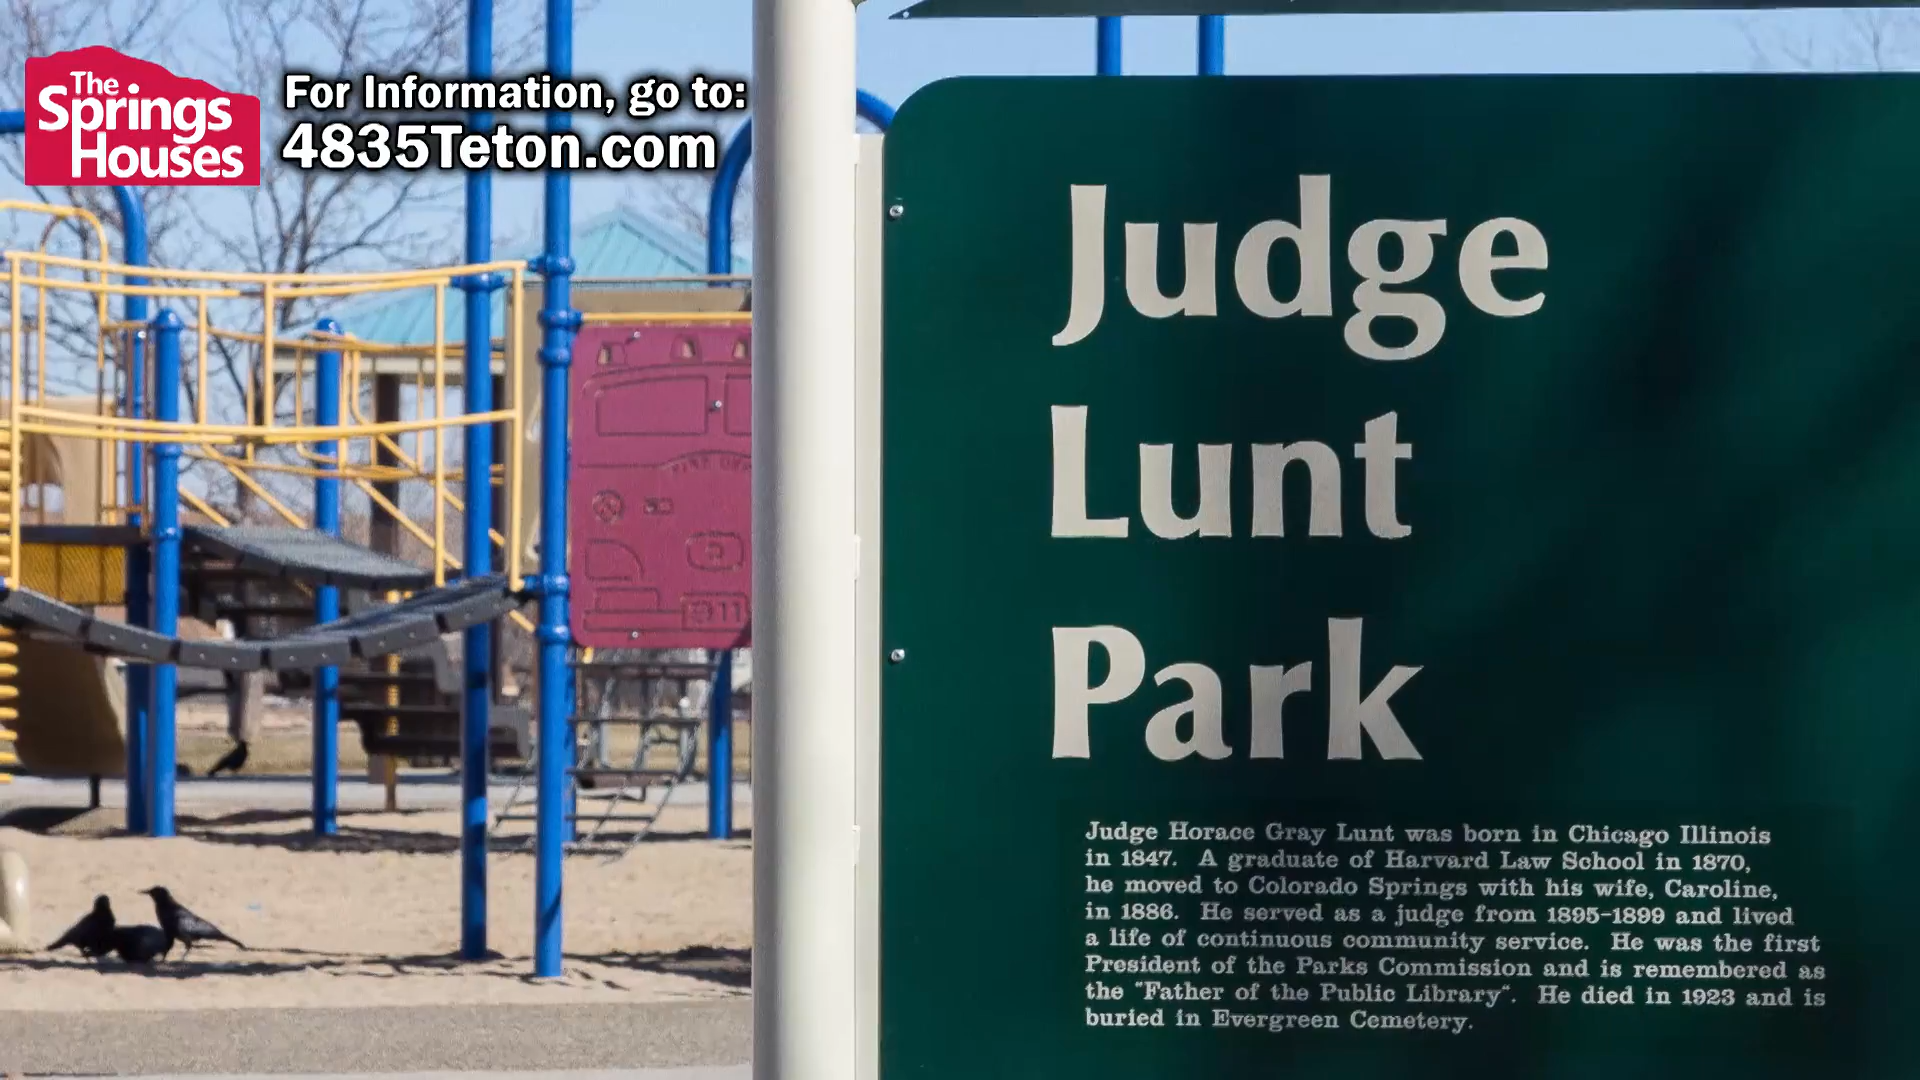 The
Springs
Houses
For Information, go to:
4835Teton.com
Judge
Lunt
Park
Judge Horace Gray Lunt was born in Chicago Illinois
in 1847. A graduate of Harvard Law School in 1870,
he moved to Colorado Springs with his wife, Caroline,
in 1886. He served as a judge from 1895-1899 and lived
a life of continuous community service. He was the first
President of the Parks Commission and is remembered as
the "Father of the Public Library". He died in 1923 and is
buried in Evergreen Cemetery.
911